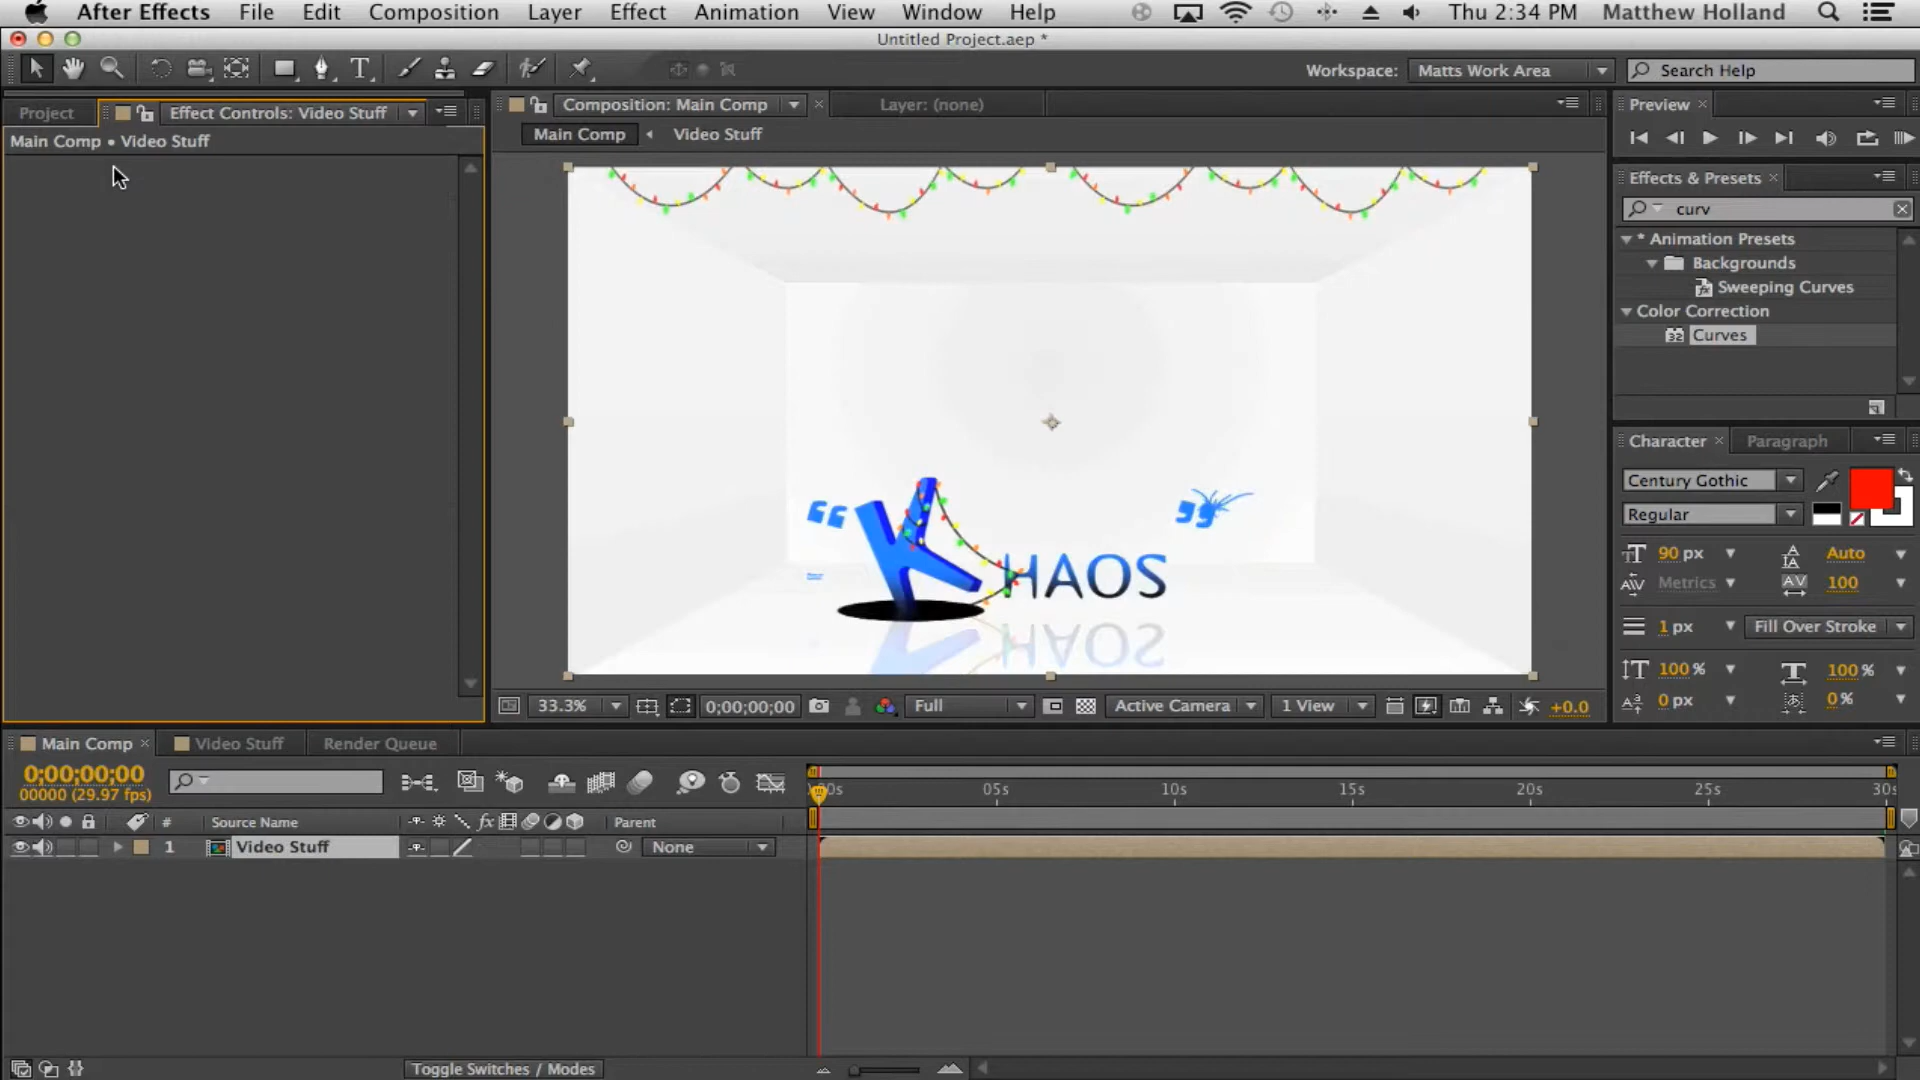 After Effects File Edit Composition Layer Effect Animation View Window Help Thu 2:34 PM Matthew Holland
Untitled Project.aep *
Workspace: Matts Work Area Search Help
Project Effect Controls: Video Stuff
Main Comp • Video Stuff
Composition: Main Comp Layer: (none)
Main Comp Video Stuff
“ KHAOS ”
HAOS
33.3% 0;00;00;00 Full Active Camera 1 View +0.0
Preview
Effects & Presets
curv
* Animation Presets
Backgrounds
Sweeping Curves
Color Correction
32 Curves
Character Paragraph
Century Gothic
Regular
90 px Auto
Metrics 100
1 px Fill Over Stroke
100 % 100 %
0 px 0 %
Main Comp Video Stuff Render Queue
0;00;00;00
00000 (29.97 fps)
00s 05s 10s 15s 20s 25s 30s
# Source Name fx Parent
1 Video Stuff None
Toggle Switches / Modes